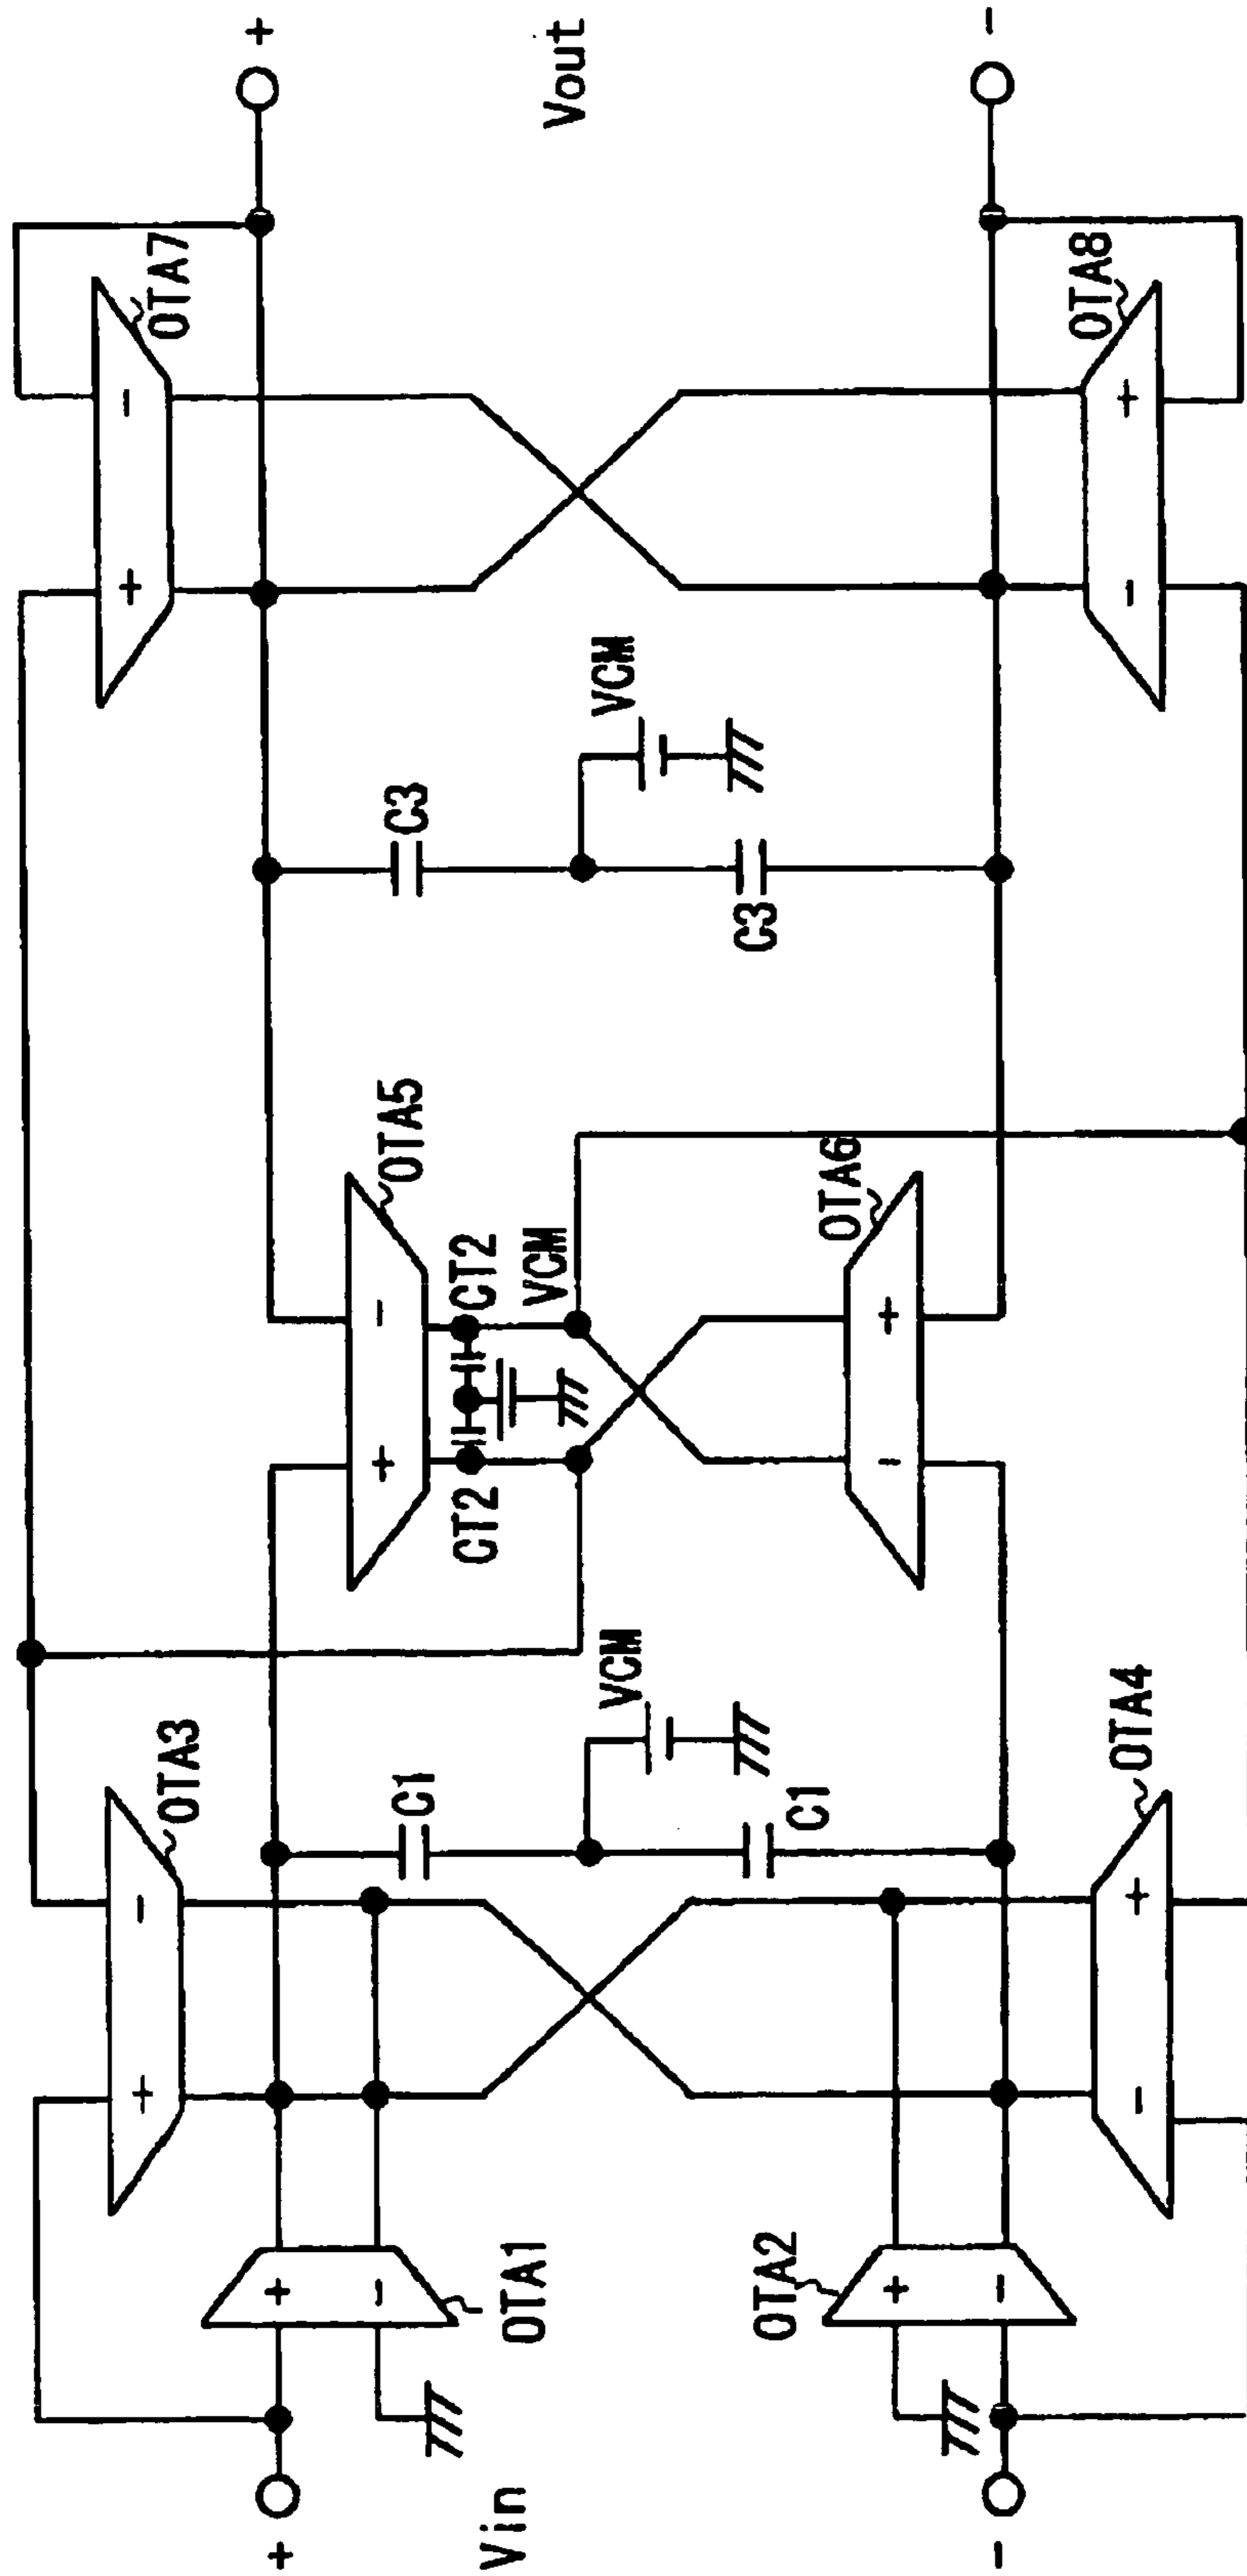 + - + -
OTA3 OTA7
+ + +
- C1 + - OTA5 C3
CT2 CT2
Vin OTA1 VCM Vout
VCM VCM
OTA2 C1 OTA6 C3
+ - +
- - -
OTA4 OTA8
- + - +